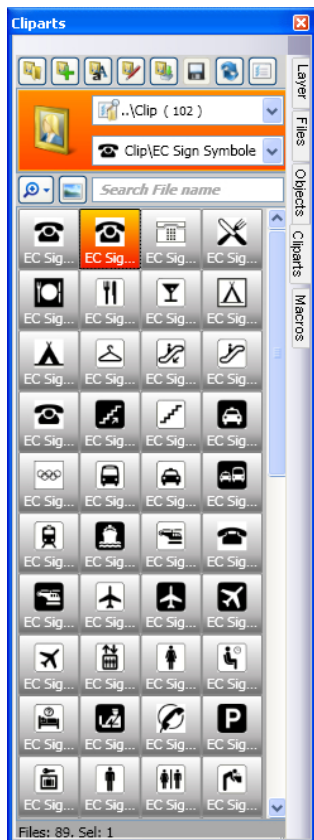 Cliparts
..\Clip ( 102 )
Clip\EC Sign Symbole
Search File name
EC Sig... EC Sig... EC Sig... EC Sig...
EC Sig... EC Sig... EC Sig... EC Sig...
EC Sig... EC Sig... EC Sig... EC Sig...
EC Sig... EC Sig... EC Sig... EC Sig...
EC Sig... EC Sig... EC Sig... EC Sig...
EC Sig... EC Sig... EC Sig... EC Sig...
EC Sig... EC Sig... EC Sig... EC Sig...
EC Sig... EC Sig... EC Sig... EC Sig...
EC Sig... EC Sig... EC Sig... EC Sig...
P
EC Sig... EC Sig... EC Sig... EC Sig...
Files: 89, Sel: 1
Layer
Files
Objects
Cliparts
Macros